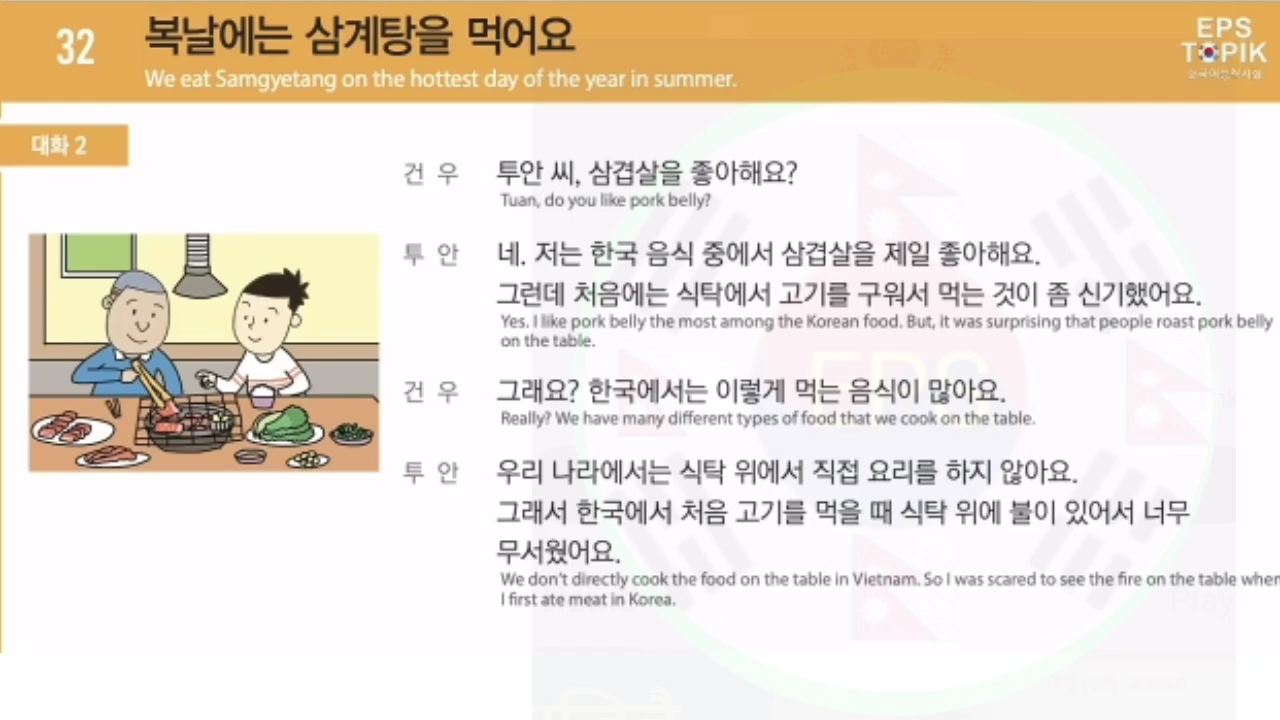 32
복날에는 삼계탕을 먹어요
We eat Samgyetang on the hottest day of the year in summer.
EPS
TOPIK
한국어능력시험
대화 2
건 우 투안 씨, 삼겹살을 좋아해요?
Tuan, do you like pork belly?
투 안 네. 저는 한국 음식 중에서 삼겹살을 제일 좋아해요.
그런데 처음에는 식탁에서 고기를 구워서 먹는 것이 좀 신기했어요.
Yes. I like pork belly the most among the Korean food. But, it was surprising that people roast pork belly
on the table.
건 우 그래요? 한국에서는 이렇게 먹는 음식이 많아요.
Really? We have many different types of food that we cook on the table.
투 안 우리 나라에서는 식탁 위에서 직접 요리를 하지 않아요.
그래서 한국에서 처음 고기를 먹을 때 식탁 위에 불이 있어서 너무
무서웠어요.
We don't directly cook the food on the table in Vietnam. So I was scared to see the fire on the table when
I first ate meat in Korea.
EPS